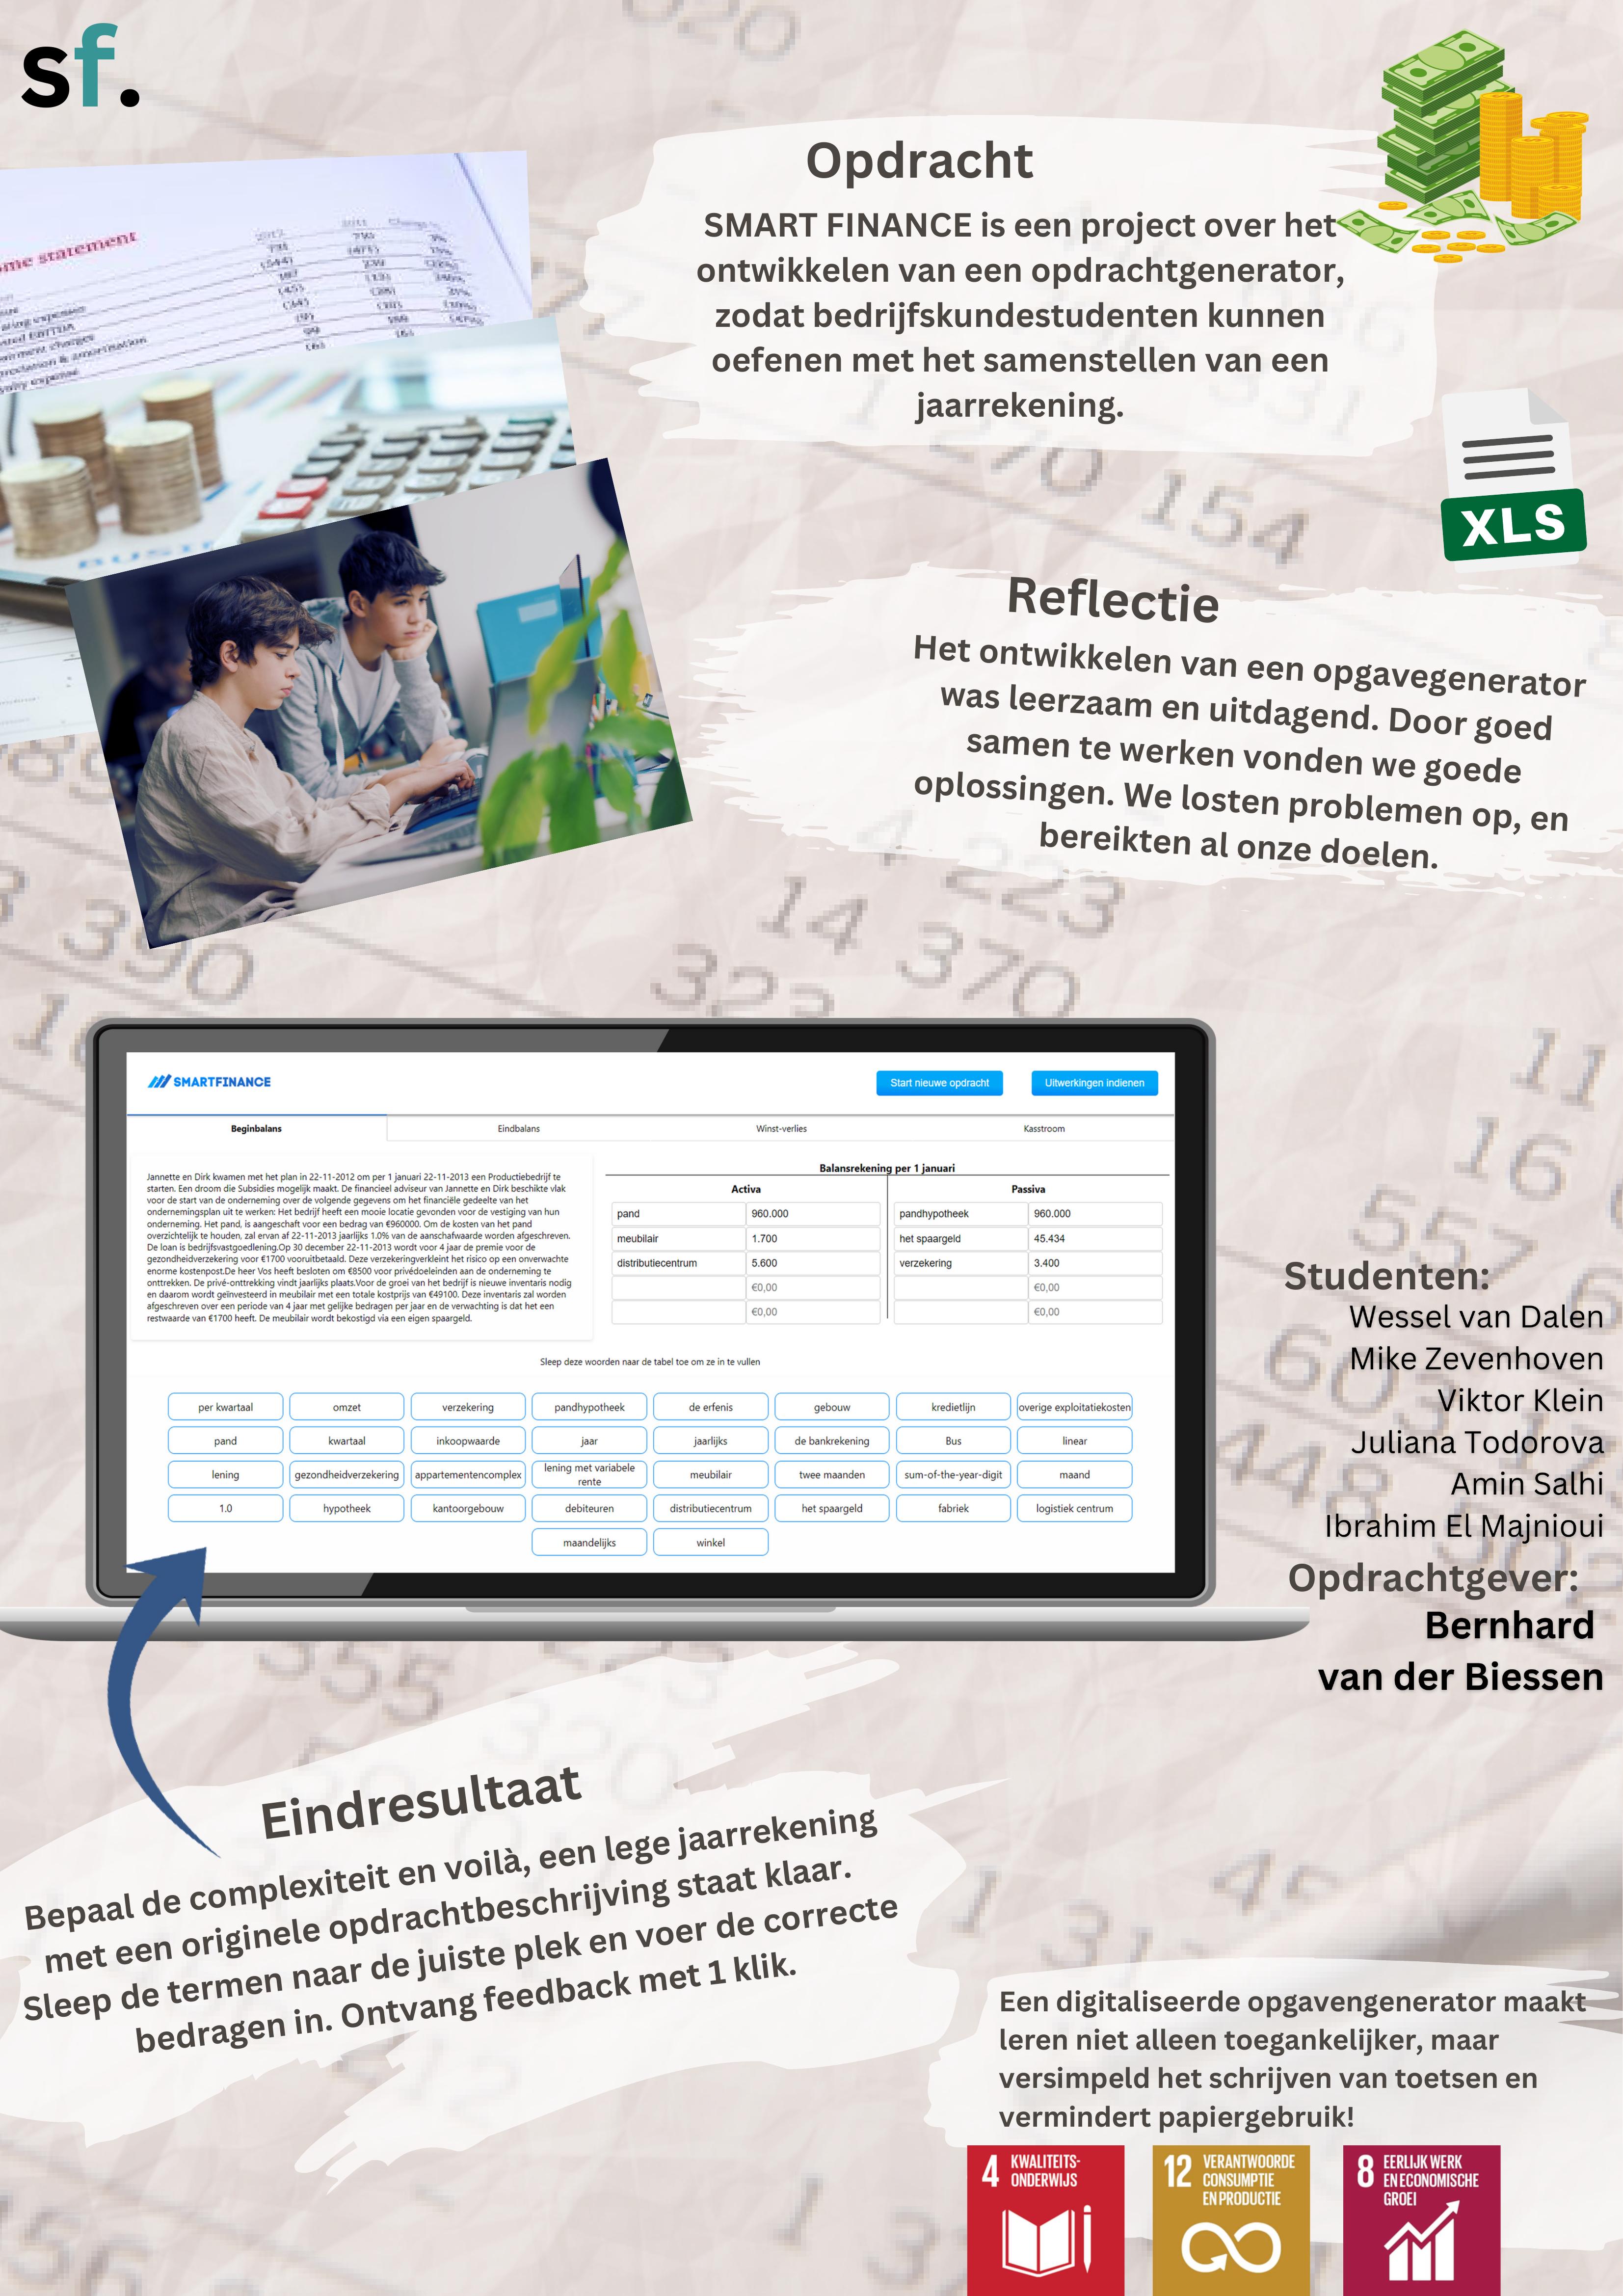 sf.
Opdracht
SMART FINANCE is een project over het
ontwikkelen van een opdrachtgenerator,
zodat bedrijfskundestudenten kunnen
oefenen met het samenstellen van een
jaarrekening.
XLS
Reflectie
Het ontwikkelen van een opgavegenerator
was leerzaam en uitdagend. Door goed
samen te werken vonden we goede
oplossingen. We losten problemen op, en
bereikten al onze doelen.
SMARTFINANCE
Start nieuwe opdracht
Uitwerkingen indienen
Beginbalans
Eindbalans
Winst-verlies
Kasstroom
Jannette en Dirk kwamen met het plan in 22-11-2012 om per 1 januari 22-11-2013 een Productiebedrijf te
starten. Een droom die Subsidies mogelijk maakt. De financieel adviseur van Jannette en Dirk beschikte vlak
voor de start van de onderneming over de volgende gegevens om het financiële gedeelte van het
ondernemingsplan uit te werken: Het bedrijf heeft een mooie locatie gevonden voor de vestiging van hun
onderneming. Het pand, is aangeschaft voor een bedrag van €960000. Om de kosten van het pand
overzichtelijk te houden, zal ervan af 22-11-2013 jaarlijks 1.0% van de aanschafwaarde worden afgeschreven.
De loan is bedrijfsvastgoedlening.Op 30 december 22-11-2013 wordt voor 4 jaar de premie voor de
gezondheidverzekering voor €1700 vooruitbetaald. Deze verzekeringverkleint het risico op een onverwachte
enorme kostenpost.De heer Vos heeft besloten om €8500 voor privédoeleinden aan de onderneming te
onttrekken. De privé-onttrekking vindt jaarlijks plaats.Voor de groei van het bedrijf is nieuwe inventaris nodig
en daarom wordt geïnvesteerd in meubilair met een totale kostprijs van €49100. Deze inventaris zal worden
afgeschreven over een periode van 4 jaar met gelijke bedragen per jaar en de verwachting is dat het een
restwaarde van €1700 heeft. De meubilair wordt bekostigd via een eigen spaargeld.
Balansrekening per 1 januari
Activa
Passiva
pand 960.000 pandhypotheek 960.000
meubilair 1.700 het spaargeld 45.434
distributiecentrum 5.600 verzekering 3.400
€0,00 €0,00
€0,00 €0,00
Sleep deze woorden naar de tabel toe om ze in te vullen
per kwartaal omzet verzekering pandhypotheek de erfenis gebouw kredietlijn overige exploitatiekosten
pand kwartaal inkoopwaarde jaar jaarlijks de bankrekening Bus linear
lening gezondheidverzekering appartementencomplex lening met variabele rente meubilair twee maanden sum-of-the-year-digit maand
1.0 hypotheek kantoorgebouw debiteuren distributiecentrum het spaargeld fabriek logistiek centrum
maandelijks winkel
Studenten:
Wessel van Dalen
Mike Zevenhoven
Viktor Klein
Juliana Todorova
Amin Salhi
Ibrahim El Majnioui
Opdrachtgever:
Bernhard
van der Biessen
Eindresultaat
Bepaal de complexiteit en voilà, een lege jaarrekening
met een originele opdrachtbeschrijving staat klaar.
Sleep de termen naar de juiste plek en voer de correcte
bedragen in. Ontvang feedback met 1 klik.
Een digitaliseerde opgavengenerator maakt
leren niet alleen toegankelijker, maar
versimpeld het schrijven van toetsen en
vermindert papiergebruik!
4 KWALITEITS-
ONDERWIJS
12 VERANTWOORDE
CONSUMPTIE
EN PRODUCTIE
8 EERLIJK WERK
EN ECONOMISCHE
GROEI